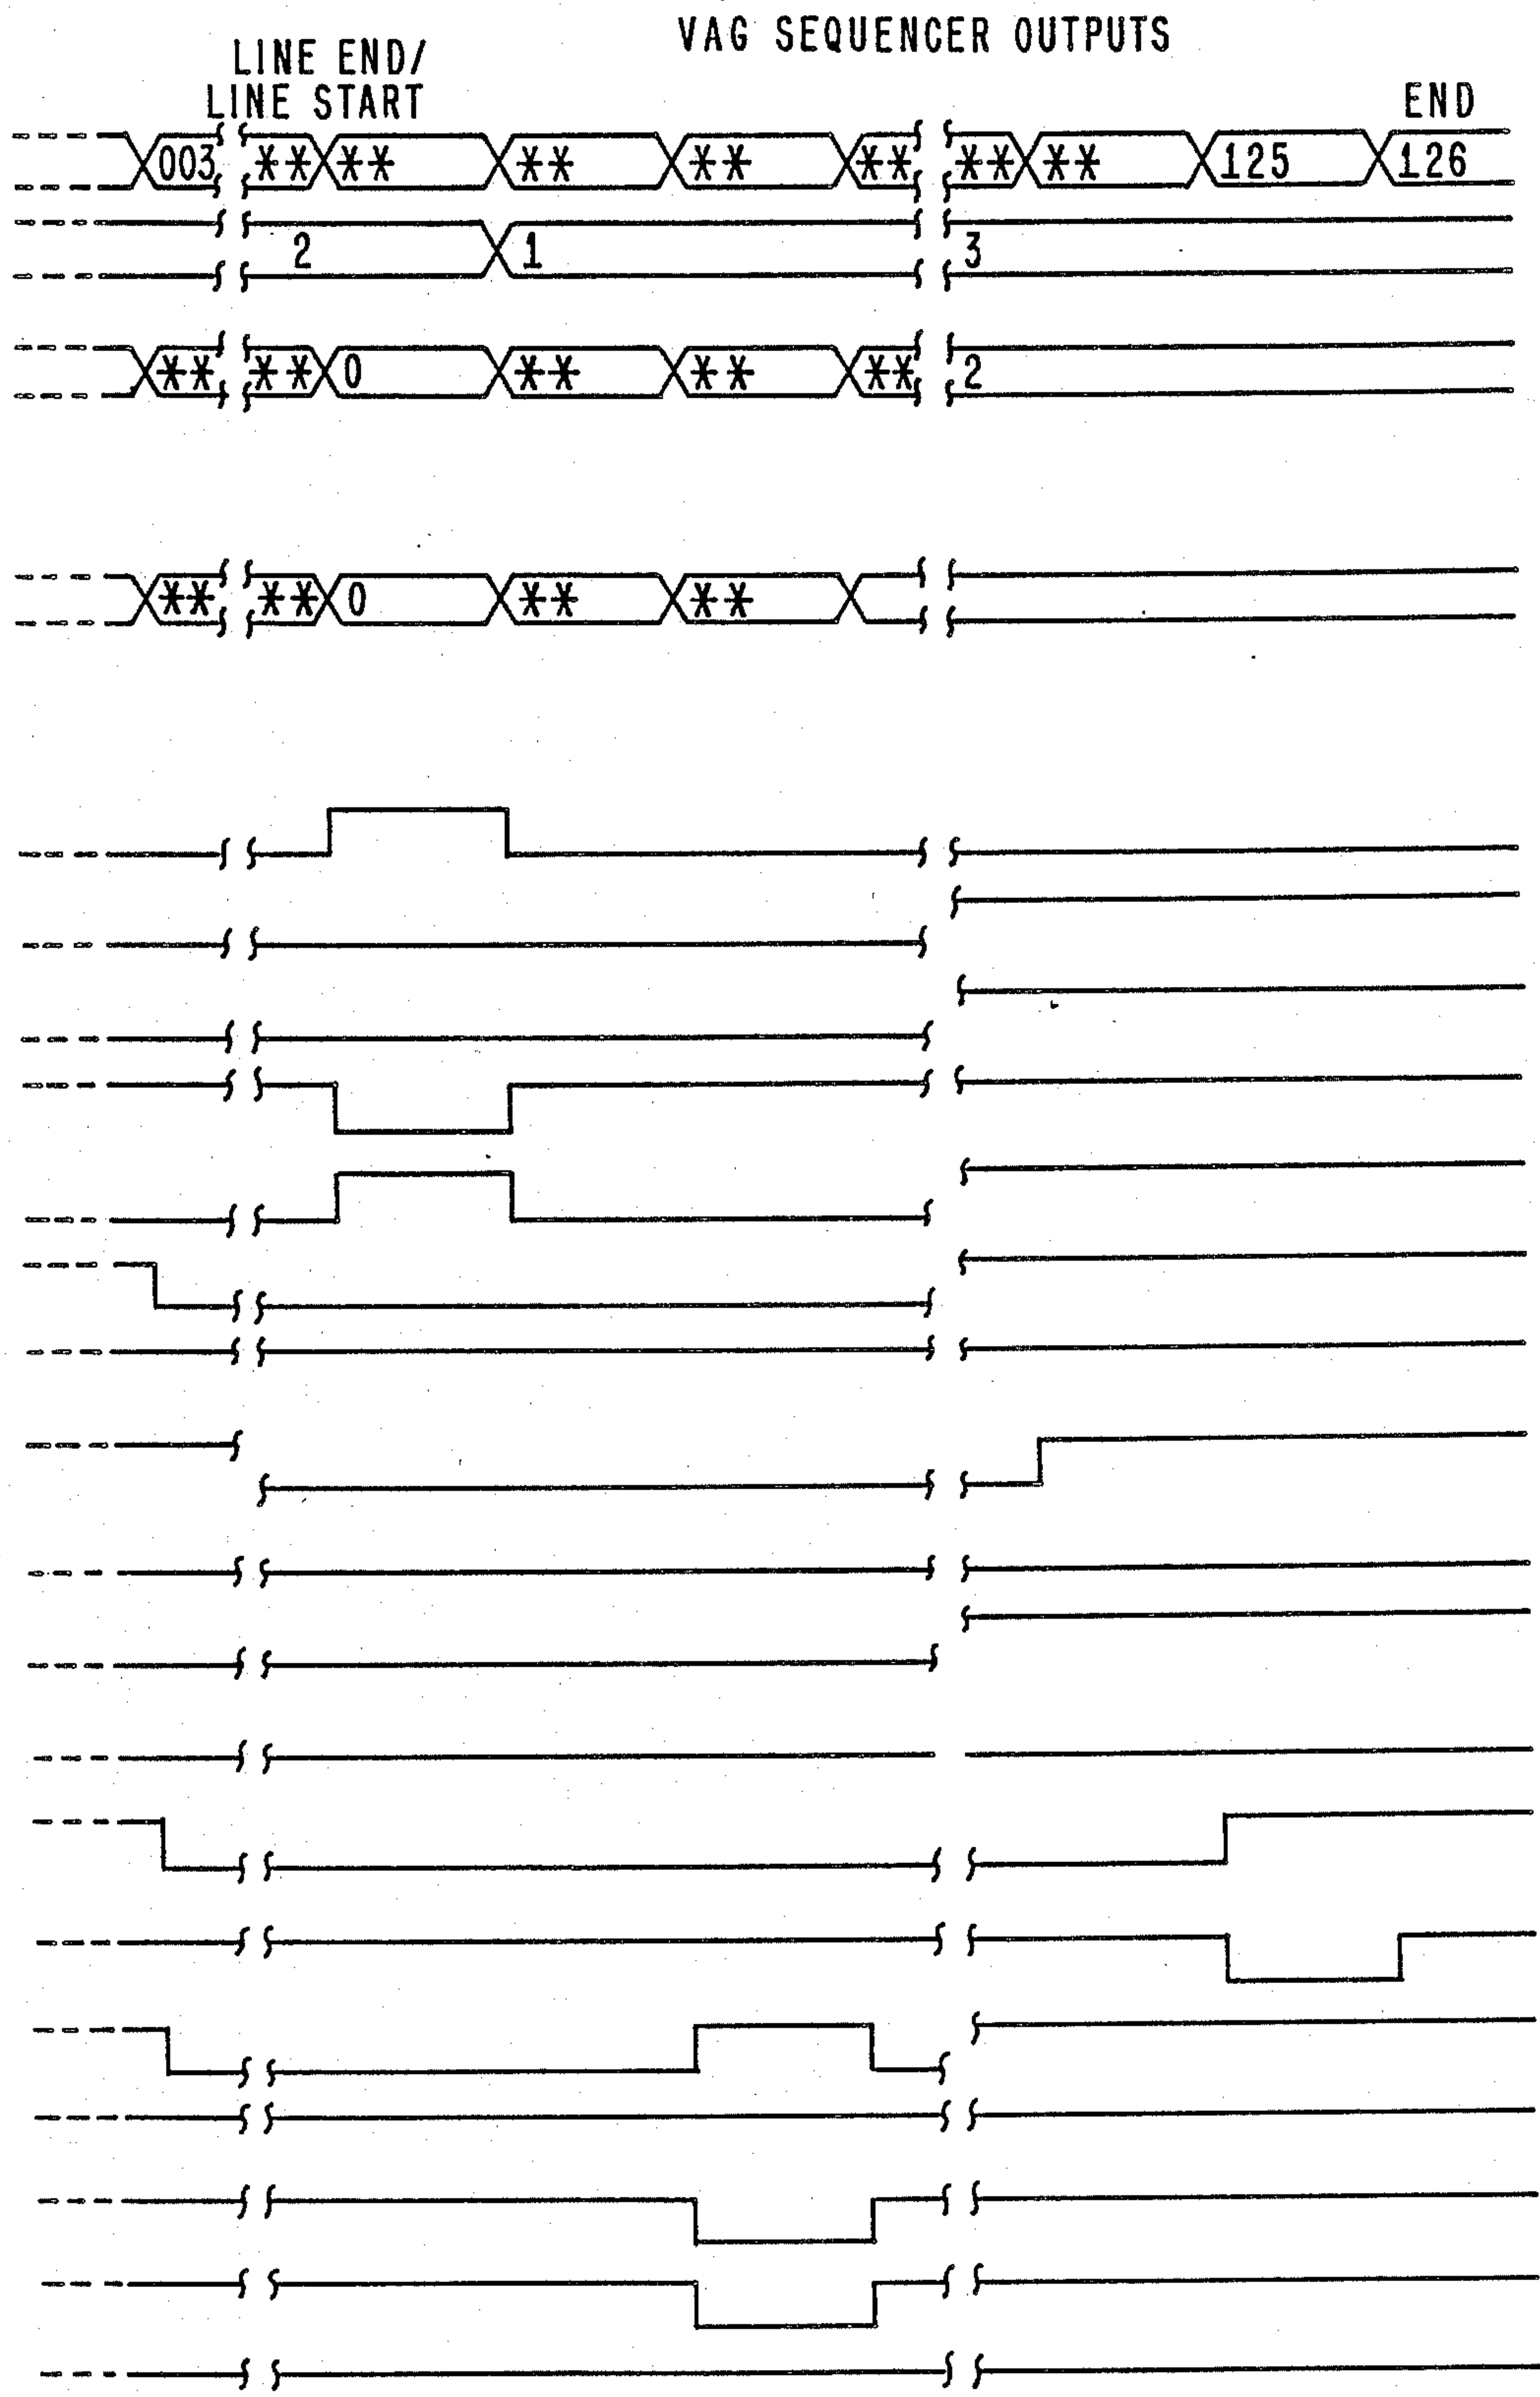 VAG SEQUENCER OUTPUTS
LINE END/
LINE START
END
003 ** ** ** ** ** ** ** 125 126
2 1 3
** ** 0 ** ** ** 2
** ** 0 ** **